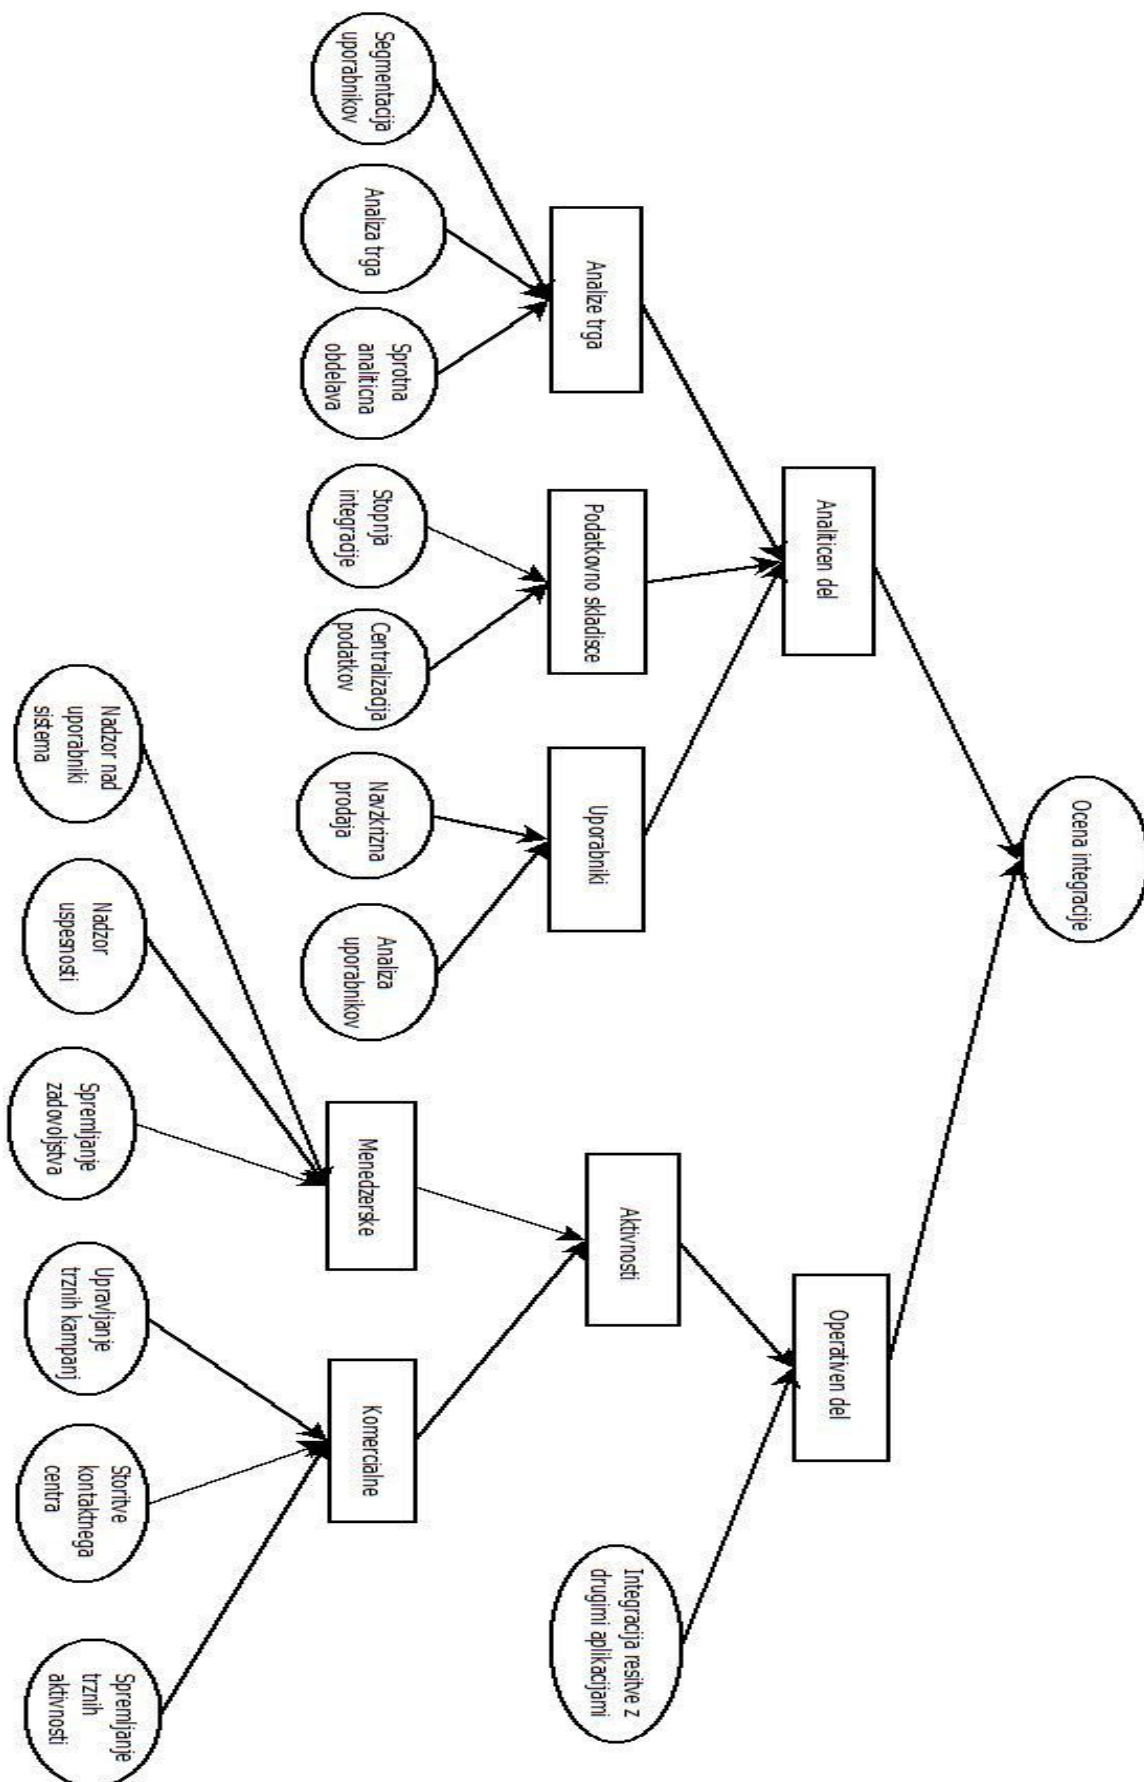 Ocena integracije
Analiticen del
Operativen del
Analize trga
Podatkovno skladisce
Uporabniki
Aktivnosti
Integracija resitve z
drugimi aplikacijami
Segmentacija
uporabnikov
Analiza trga
Sprotna
analiticna
obdelava
Stopnja
integracije
Centralizacija
podatkov
Navzkrizna
prodaja
Analiza
uporabnikov
Menedzerske
Komercialne
Nadzor nad
uporabniki
sistema
Nadzor
uspesnosti
Spremljanje
zadovoljstva
Upravljanje
trznih kampanj
Storitve
kontaktnega
centra
Spremljanje
trznih
aktivnosti